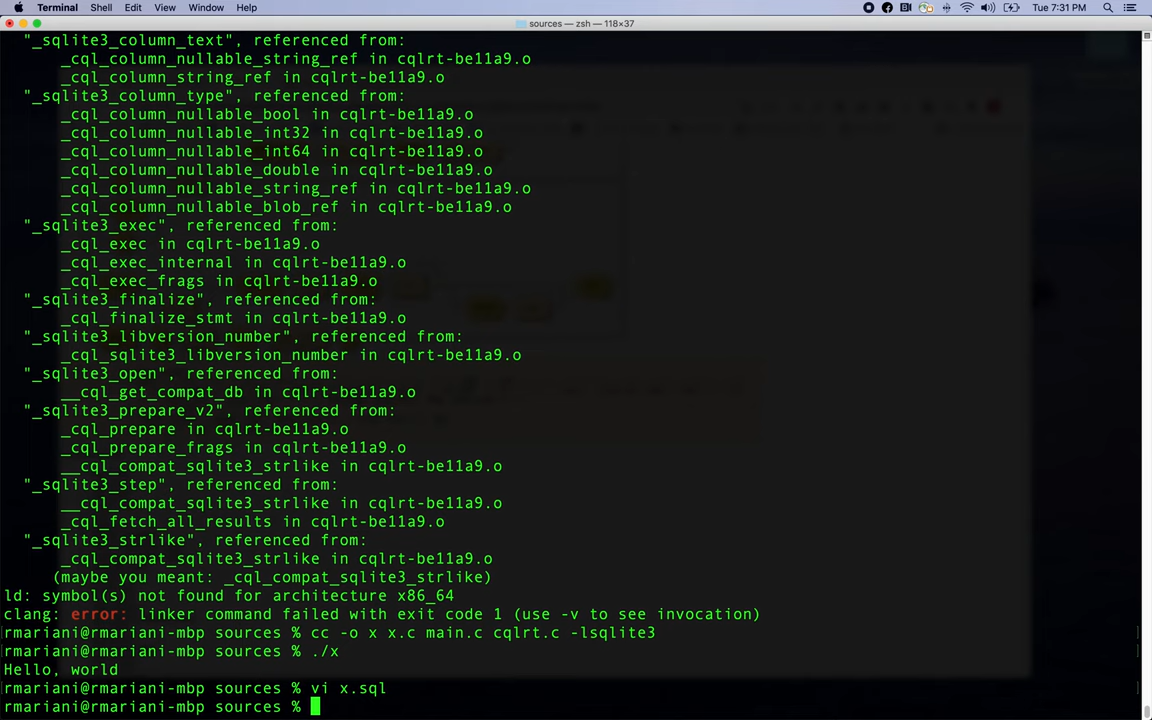 Terminal Shell Edit View Window Help Tue 7:31 PM
sources — zsh — 118×37
"_sqlite3_column_text", referenced from:
_cql_column_nullable_string_ref in cqlrt-be11a9.o
_cql_column_string_ref in cqlrt-be11a9.o
"_sqlite3_column_type", referenced from:
_cql_column_nullable_bool in cqlrt-be11a9.o
_cql_column_nullable_int32 in cqlrt-be11a9.o
_cql_column_nullable_int64 in cqlrt-be11a9.o
_cql_column_nullable_double in cqlrt-be11a9.o
_cql_column_nullable_string_ref in cqlrt-be11a9.o
_cql_column_nullable_blob_ref in cqlrt-be11a9.o
"_sqlite3_exec", referenced from:
_cql_exec in cqlrt-be11a9.o
_cql_exec_internal in cqlrt-be11a9.o
_cql_exec_frags in cqlrt-be11a9.o
"_sqlite3_finalize", referenced from:
_cql_finalize_stmt in cqlrt-be11a9.o
"_sqlite3_libversion_number", referenced from:
_cql_sqlite3_libversion_number in cqlrt-be11a9.o
"_sqlite3_open", referenced from:
__cql_get_compat_db in cqlrt-be11a9.o
"_sqlite3_prepare_v2", referenced from:
_cql_prepare in cqlrt-be11a9.o
_cql_prepare_frags in cqlrt-be11a9.o
__cql_compat_sqlite3_strlike in cqlrt-be11a9.o
"_sqlite3_step", referenced from:
__cql_compat_sqlite3_strlike in cqlrt-be11a9.o
_cql_fetch_all_results in cqlrt-be11a9.o
"_sqlite3_strlike", referenced from:
_cql_compat_sqlite3_strlike in cqlrt-be11a9.o
(maybe you meant: _cql_compat_sqlite3_strlike)
ld: symbol(s) not found for architecture x86_64
clang: error: linker command failed with exit code 1 (use -v to see invocation)
rmariani@rmariani-mbp sources % cc -o x x.c main.c cqlrt.c -lsqlite3
rmariani@rmariani-mbp sources % ./x
Hello, world
rmariani@rmariani-mbp sources % vi x.sql
rmariani@rmariani-mbp sources %